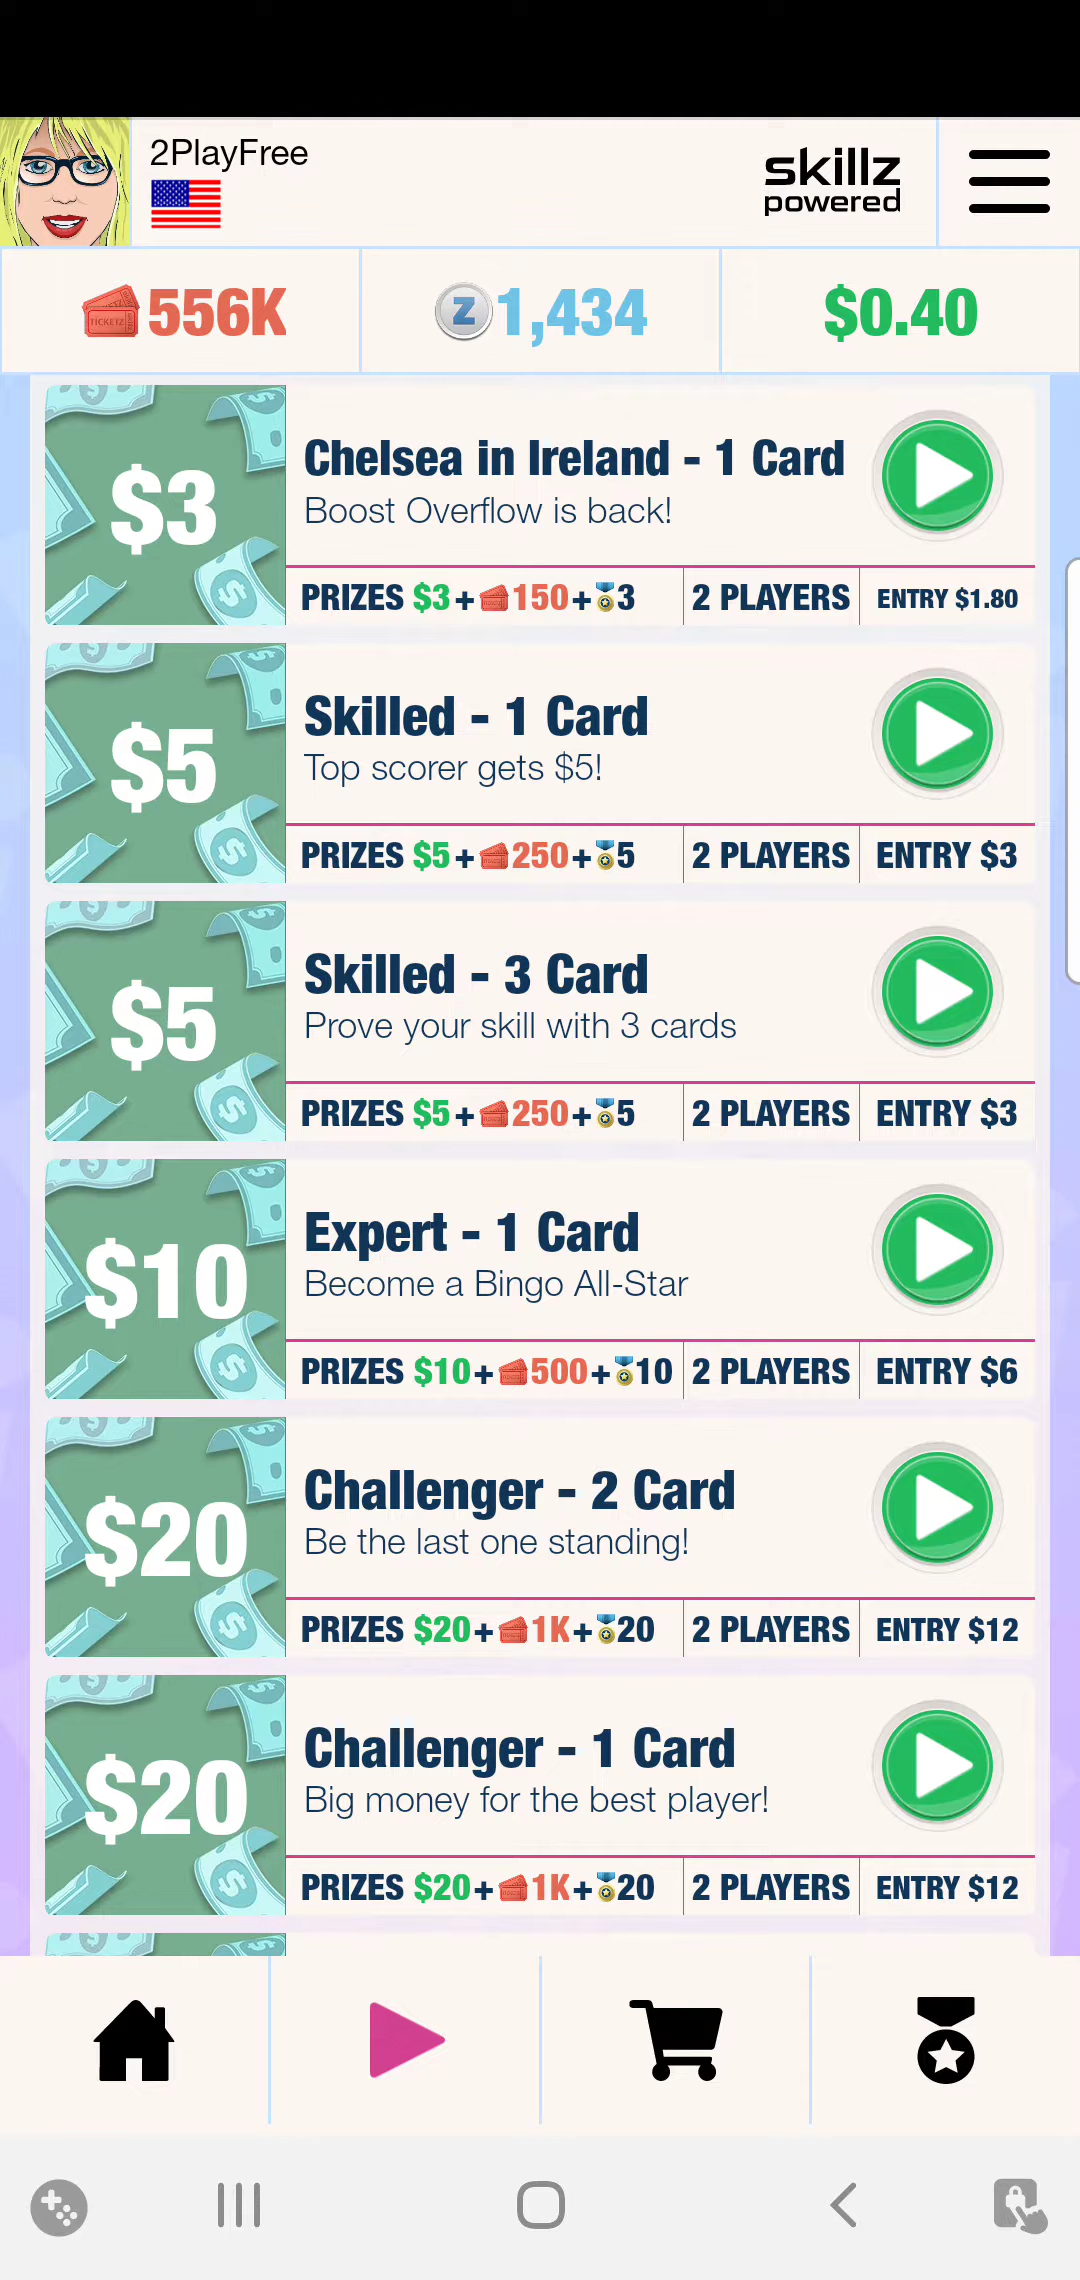 2PlayFree
skillz
powered
TICKETZ 556K
Z 1,434
$0.40
$3
Chelsea in Ireland - 1 Card
Boost Overflow is back!
PRIZES $3+150+3
2 PLAYERS
ENTRY $1.80
$5
Skilled - 1 Card
Top scorer gets $5!
PRIZES $5+250+5
2 PLAYERS
ENTRY $3
$5
Skilled - 3 Card
Prove your skill with 3 cards
PRIZES $5+250+5
2 PLAYERS
ENTRY $3
$10
Expert - 1 Card
Become a Bingo All-Star
PRIZES $10+500+10
2 PLAYERS
ENTRY $6
$20
Challenger - 2 Card
Be the last one standing!
PRIZES $20+1K+20
2 PLAYERS
ENTRY $12
$20
Challenger - 1 Card
Big money for the best player!
PRIZES $20+1K+20
2 PLAYERS
ENTRY $12